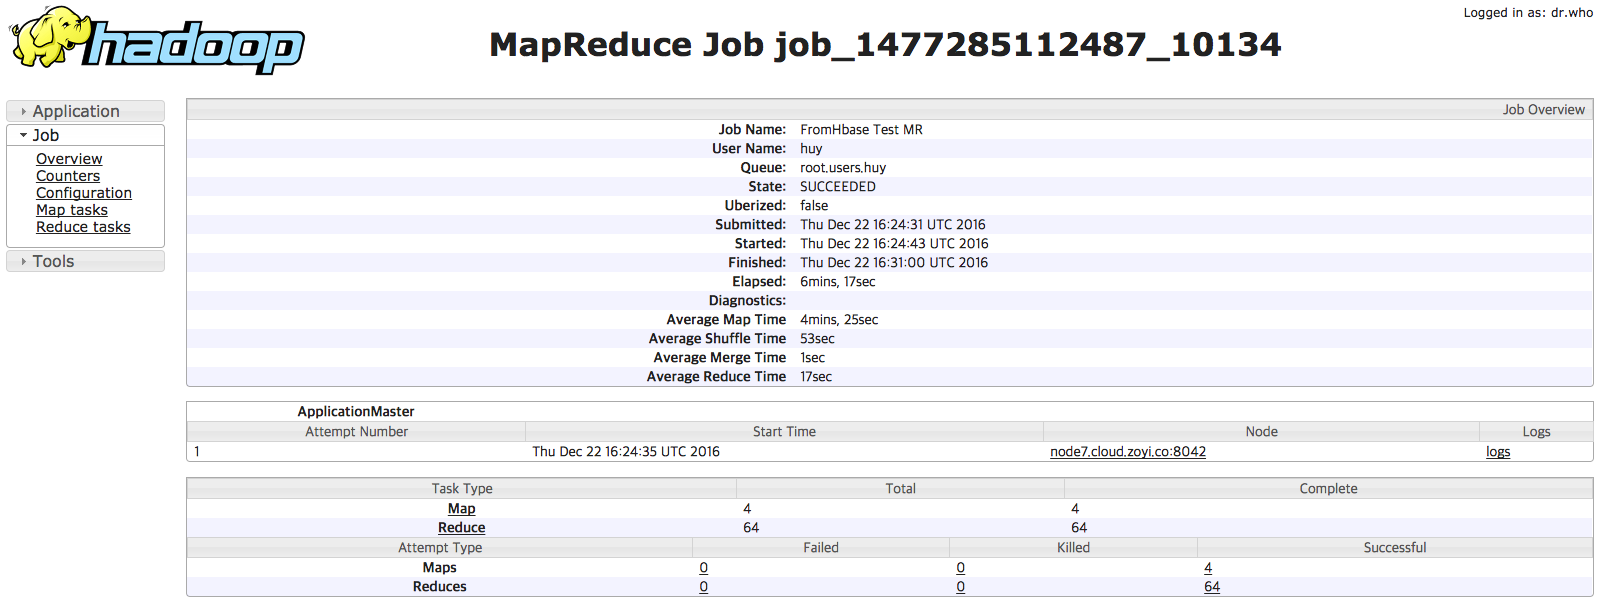 hadoop
Logged in as: dr.who
MapReduce Job job_1477285112487_10134
Application
Job
Overview
Counters
Configuration
Map tasks
Reduce tasks
Tools
Job Overview
Job Name: FromHbase Test MR
User Name: huy
Queue: root.users.huy
State: SUCCEEDED
Uberized: false
Submitted: Thu Dec 22 16:24:31 UTC 2016
Started: Thu Dec 22 16:24:43 UTC 2016
Finished: Thu Dec 22 16:31:00 UTC 2016
Elapsed: 6mins, 17sec
Diagnostics:
Average Map Time 4mins, 25sec
Average Shuffle Time 53sec
Average Merge Time 1sec
Average Reduce Time 17sec
ApplicationMaster
Attempt Number Start Time Node Logs
1 Thu Dec 22 16:24:35 UTC 2016 node7.cloud.zoyi.co:8042 logs
Task Type Total Complete
Map 4 4
Reduce 64 64
Attempt Type Failed Killed Successful
Maps 0 0 4
Reduces 0 0 64